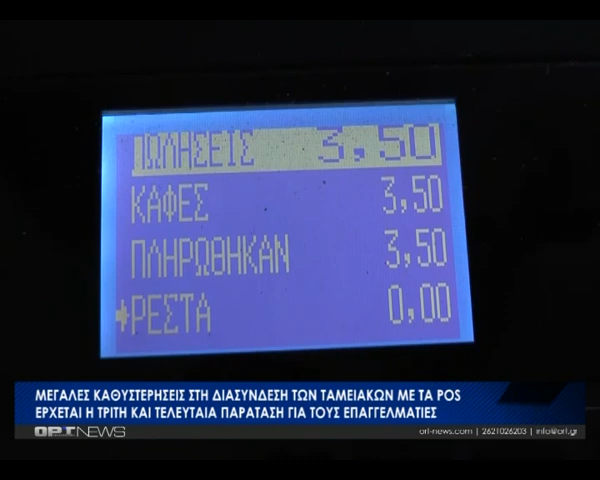 ΠΩΛΗΣΕΙΣ 3,50
ΚΑΦΕΣ 3,50
ΠΛΗΡΩΘΗΚΑΝ 3,50
ΡΕΣΤΑ 0,00
ΜΕΓΑΛΕΣ ΚΑΘΥΣΤΕΡΗΣΕΙΣ ΣΤΗ ΔΙΑΣΥΝΔΕΣΗ ΤΩΝ ΤΑΜΕΙΑΚΩΝ ΜΕ ΤΑ POS
ΕΡΧΕΤΑΙ Η ΤΡΙΤΗ ΚΑΙ ΤΕΛΕΥΤΑΙΑ ΠΑΡΑΤΑΣΗ ΓΙΑ ΤΟΥΣ ΕΠΑΓΓΕΛΜΑΤΙΕΣ
ORT NEWS ort-news.com | 2621026203 | info@ort.gr